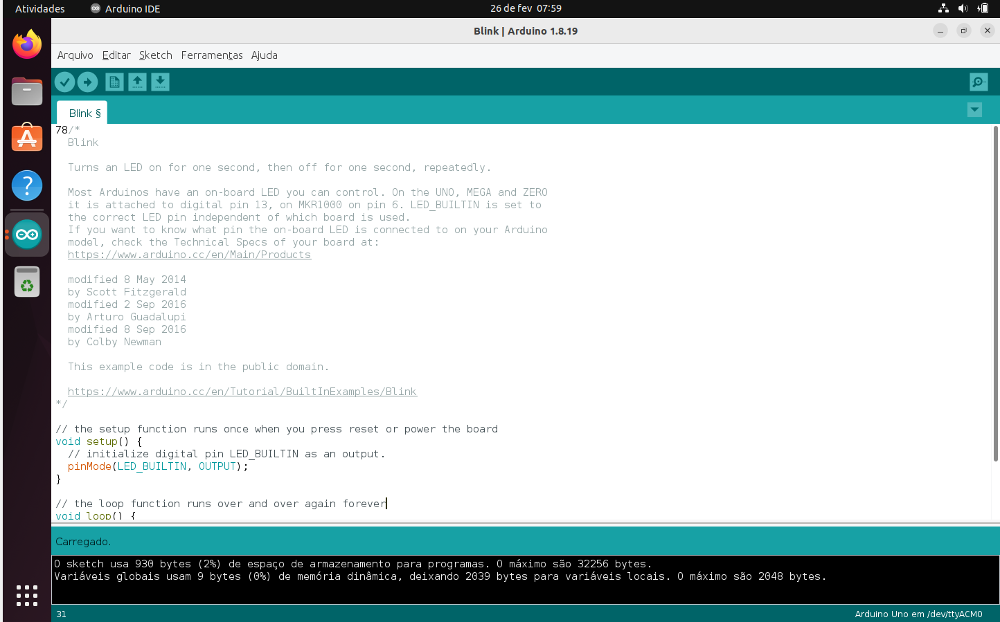 Atividades
Arduino IDE
26 de fev 07:59
Blink | Arduino 1.8.19
Arquivo Editar Sketch Ferramentas Ajuda
Blink §
78/*
Blink
Turns an LED on for one second, then off for one second, repeatedly.
Most Arduinos have an on-board LED you can control. On the UNO, MEGA and ZERO
it is attached to digital pin 13, on MKR1000 on pin 6. LED_BUILTIN is set to
the correct LED pin independent of which board is used.
If you want to know what pin the on-board LED is connected to on your Arduino
model, check the Technical Specs of your board at:
https://www.arduino.cc/en/Main/Products
modified 8 May 2014
by Scott Fitzgerald
modified 2 Sep 2016
by Arturo Guadalupi
modified 8 Sep 2016
by Colby Newman
This example code is in the public domain.
https://www.arduino.cc/en/Tutorial/BuiltInExamples/Blink
*/
// the setup function runs once when you press reset or power the board
void setup() {
// initialize digital pin LED_BUILTIN as an output.
pinMode(LED_BUILTIN, OUTPUT);
}
// the loop function runs over and over again forever
void loop() {
Carregado.
O sketch usa 930 bytes (2%) de espaço de armazenamento para programas. O máximo são 32256 bytes.
Variáveis globais usam 9 bytes (0%) de memória dinâmica, deixando 2039 bytes para variáveis locais. O máximo são 2048 bytes.
31
Arduino Uno em /dev/ttyACM0